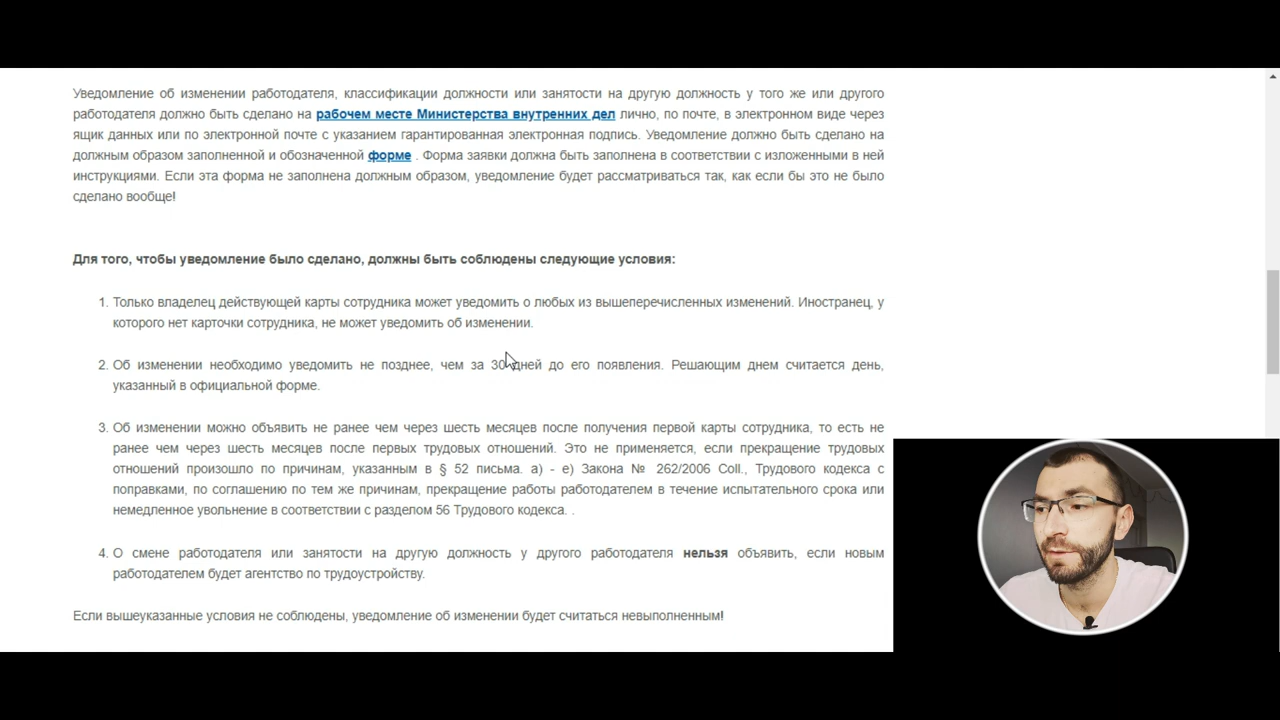 Уведомление об изменении работодателя, классификации должности или занятости на другую должность у того же или другого
работодателя должно быть сделано на рабочем месте Министерства внутренних дел лично, по почте, в электронном виде через
ящик данных или по электронной почте с указанием гарантированная электронная подпись. Уведомление должно быть сделано на
должным образом заполненной и обозначенной форме . Форма заявки должна быть заполнена в соответствии с изложенными в ней
инструкциями. Если эта форма не заполнена должным образом, уведомление будет рассматриваться так, как если бы это не было
сделано вообще!
Для того, чтобы уведомление было сделано, должны быть соблюдены следующие условия:
1. Только владелец действующей карты сотрудника может уведомить о любых из вышеперечисленных изменений. Иностранец, у
которого нет карточки сотрудника, не может уведомить об изменении.
2. Об изменении необходимо уведомить не позднее, чем за 30 дней до его появления. Решающим днем считается день,
указанный в официальной форме.
3. Об изменении можно объявить не ранее чем через шесть месяцев после получения первой карты сотрудника, то есть не
ранее чем через шесть месяцев после первых трудовых отношений. Это не применяется, если прекращение трудовых
отношений произошло по причинам, указанным в § 52 письма. а) - е) Закона № 262/2006 Coll., Трудового кодекса с
поправками, по соглашению по тем же причинам, прекращение работы работодателем в течение испытательного срока или
немедленное увольнение в соответствии с разделом 56 Трудового кодекса. .
4. О смене работодателя или занятости на другую должность у другого работодателя нельзя объявить, если новым
работодателем будет агентство по трудоустройству.
Если вышеуказанные условия не соблюдены, уведомление об изменении будет считаться невыполненным!